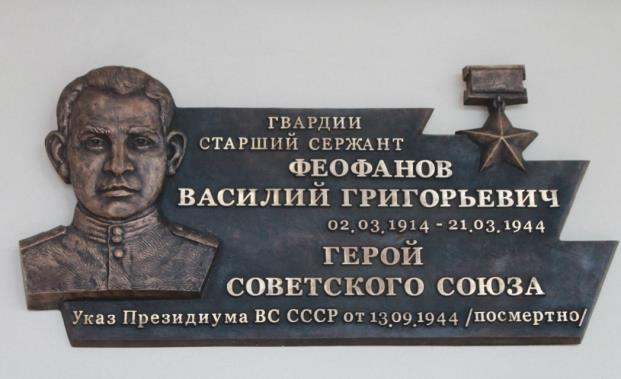 ГВАРДИИ
СТАРШИЙ СЕРЖАНТ
ФЕОФАНОВ
ВАСИЛИЙ ГРИГОРЬЕВИЧ
02.03.1914 - 21.03.1944
ГЕРОЙ
СОВЕТСКОГО СОЮЗА
Указ Президиума ВС СССР от 13.09.1944 /посмертно/